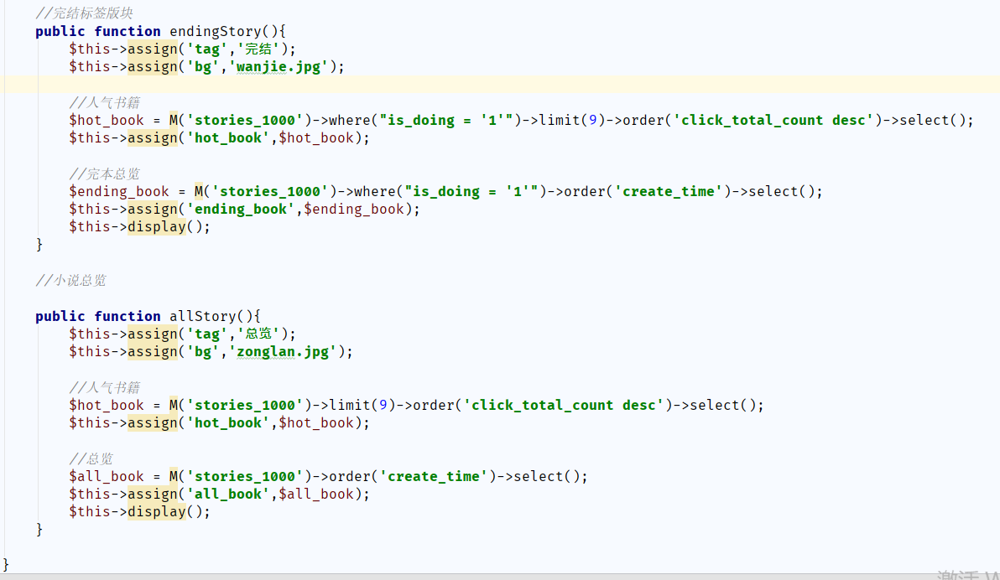 //完结标签版块
public function endingStory(){
$this->assign('tag','完结');
$this->assign('bg','wanjie.jpg');
//人气书籍
$hot_book = M('stories_1000')->where("is_doing = '1'")->limit(9)->order('click_total_count desc')->select();
$this->assign('hot_book',$hot_book);
//完本总览
$ending_book = M('stories_1000')->where("is_doing = '1'")->order('create_time')->select();
$this->assign('ending_book',$ending_book);
$this->display();
}
//小说总览
public function allStory(){
$this->assign('tag','总览');
$this->assign('bg','zonglan.jpg');
//人气书籍
$hot_book = M('stories_1000')->limit(9)->order('click_total_count desc')->select();
$this->assign('hot_book',$hot_book);
//总览
$all_book = M('stories_1000')->order('create_time')->select();
$this->assign('all_book',$all_book);
$this->display();
}
}
激活 W